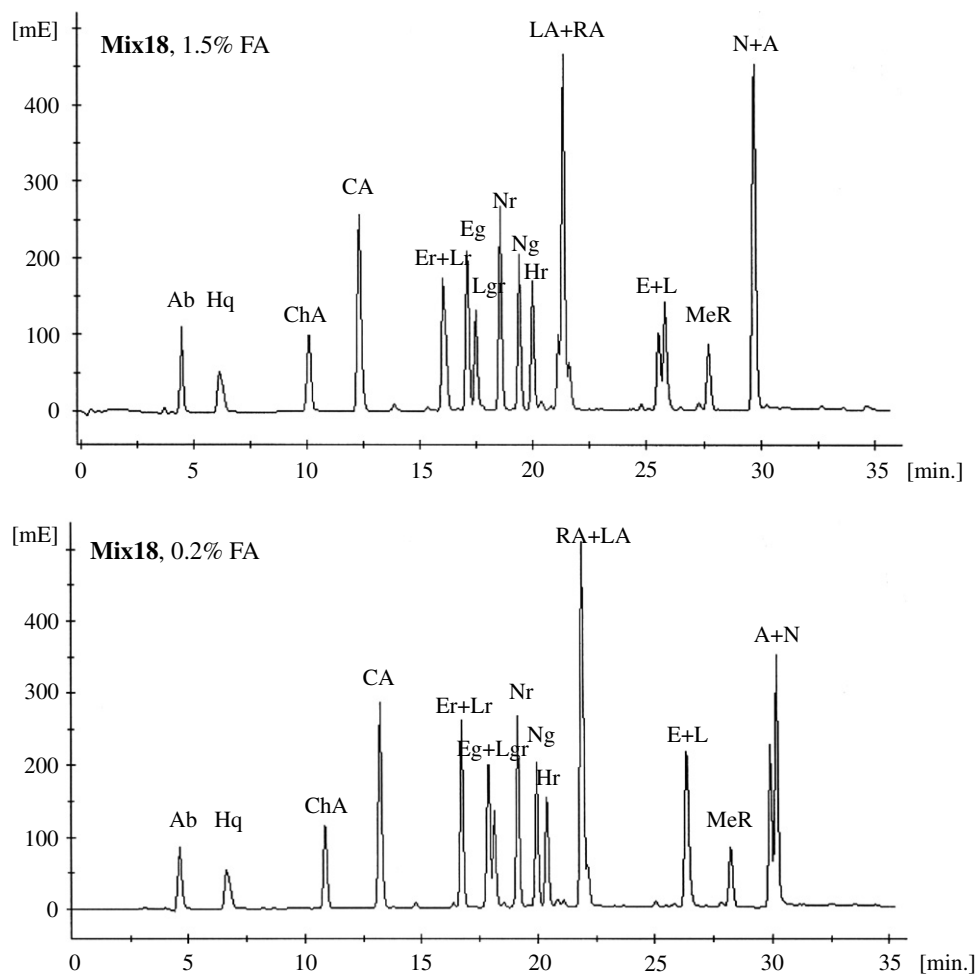 [mE]
Mix18, 1.5% FA
LA+RA
N+A
400
300
CA
Nr
Eg
Ng
200
Er+Lr
Hr
Lgr
E+L
Ab
Hq
ChA
MeR
100
0
0 5 10 15 20 25 30 35 [min.]
[mE]
Mix18, 0.2% FA
RA+LA
400
A+N
CA
300
Nr
Er+Lr
Ng
E+L
Eg+Lgr
200
Hr
ChA
Ab
Hq
MeR
100
0
0 5 10 15 20 25 30 35 [min.]